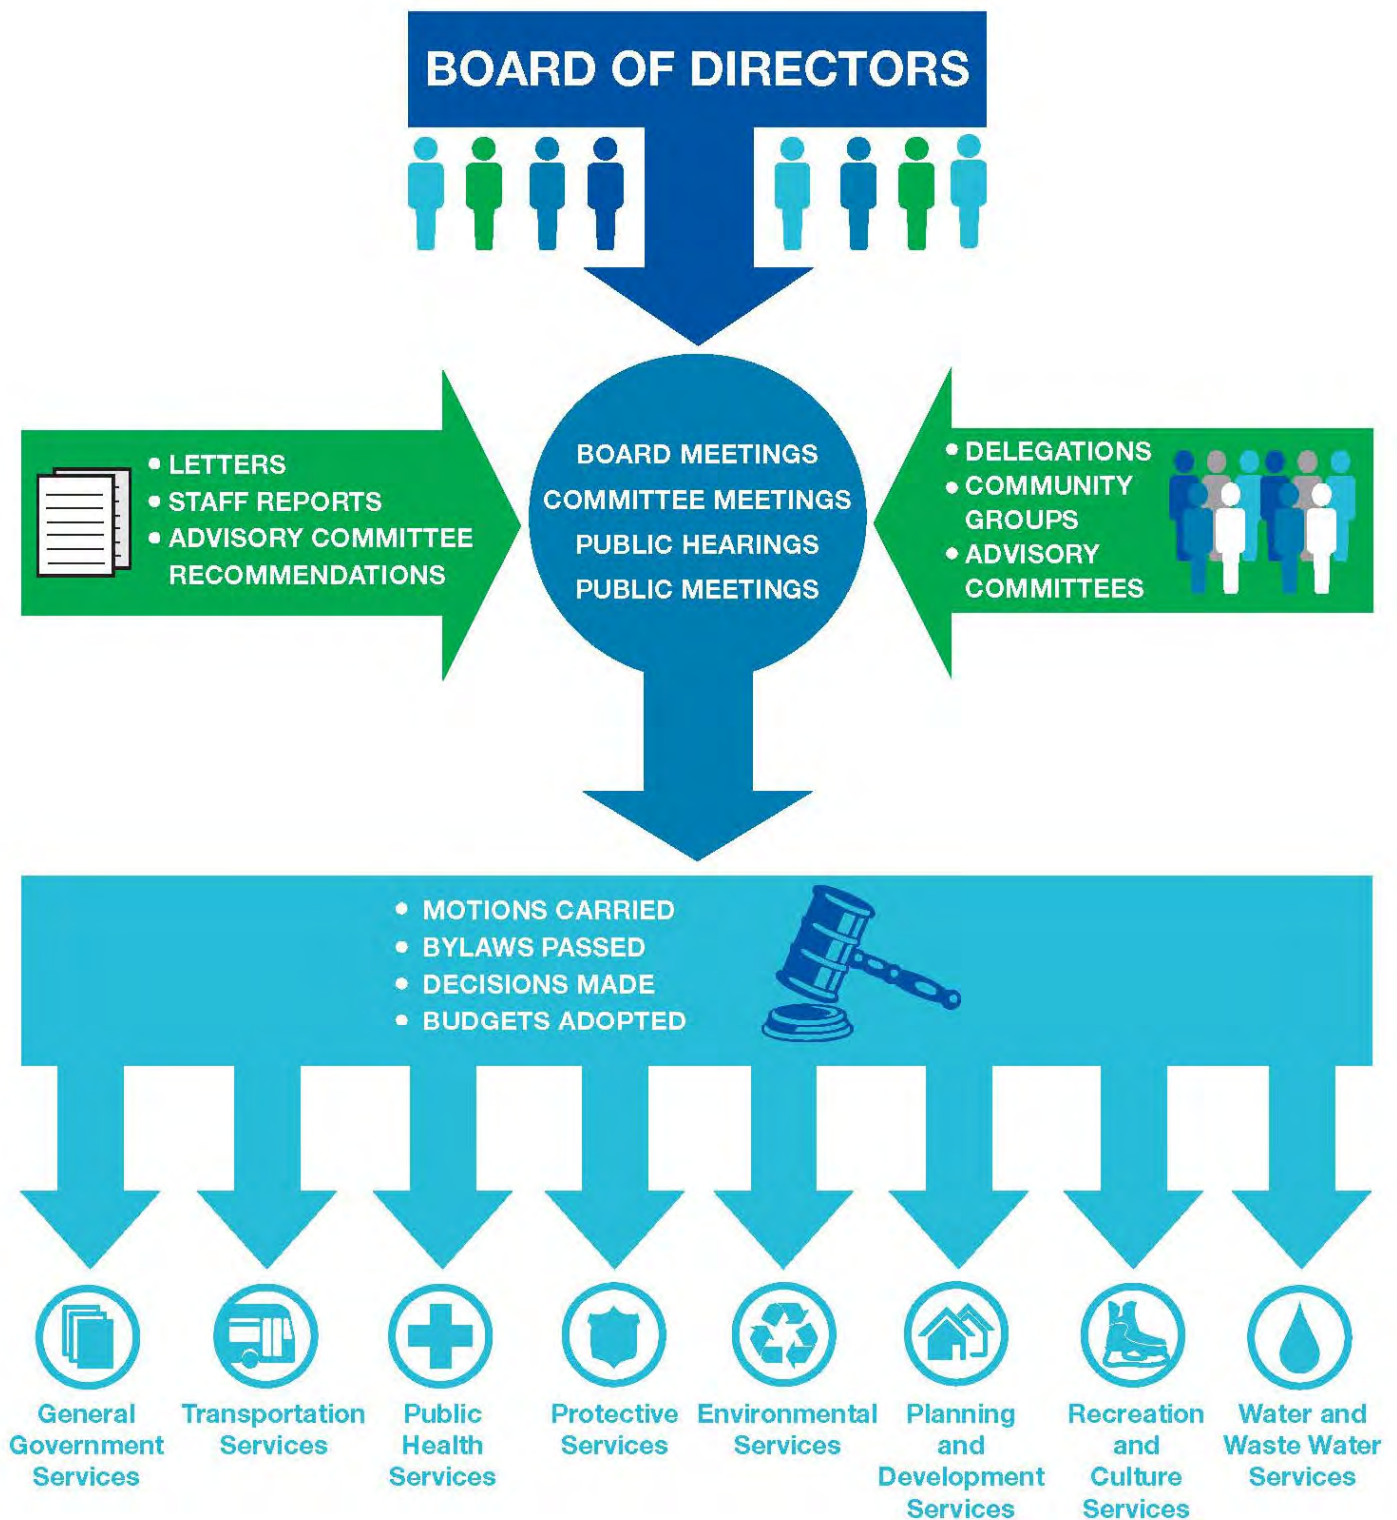 BOARD OF DIRECTORS
• LETTERS
• STAFF REPORTS
• ADVISORY COMMITTEE
RECOMMENDATIONS
BOARD MEETINGS
COMMITTEE MEETINGS
PUBLIC HEARINGS
PUBLIC MEETINGS
• DELEGATIONS
• COMMUNITY
GROUPS
• ADVISORY
COMMITTEES
• MOTIONS CARRIED
• BYLAWS PASSED
• DECISIONS MADE
• BUDGETS ADOPTED
General
Government
Services
Transportation
Services
Public
Health
Services
Protective
Services
Environmental
Services
Planning
and
Development
Services
Recreation
and
Culture
Services
Water and
Waste Water
Services